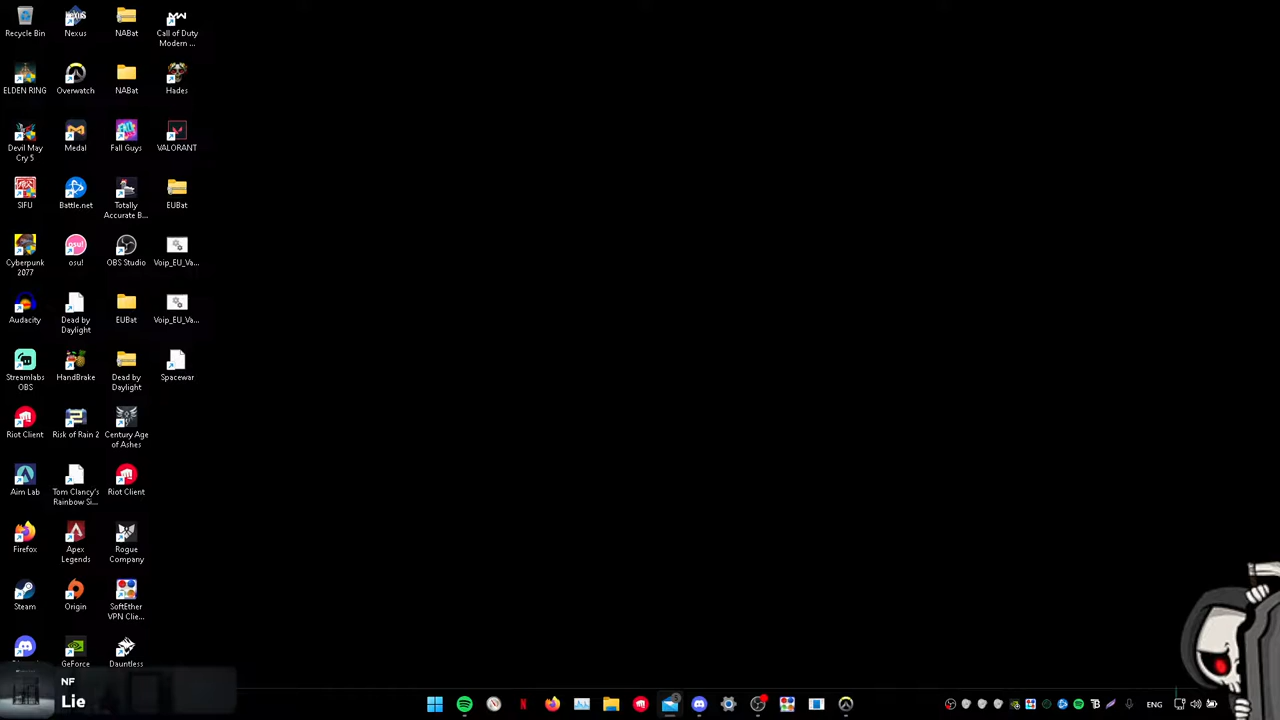 Recycle Bin
Nexus
NABat
Call of Duty
Modern ...
ELDEN RING
Overwatch
NABat
Hades
Devil May
Cry 5
Medal
Fall Guys
VALORANT
SIFU
Battle.net
Totally
Accurate B...
EUBat
Cyberpunk
2077
osu!
OBS Studio
Voip_EU_Va...
Audacity
Dead by
Daylight
EUBat
Voip_EU_Va...
Streamlabs
OBS
HandBrake
Dead by
Daylight
Spacewar
Riot Client
Risk of Rain 2
Century Age
of Ashes
Aim Lab
Tom Clancy's
Rainbow Si...
Riot Client
Firefox
Apex
Legends
Rogue
Company
Steam
Origin
SoftEther
VPN Clie...
GeForce
Dauntless
NF
Lie
ENG